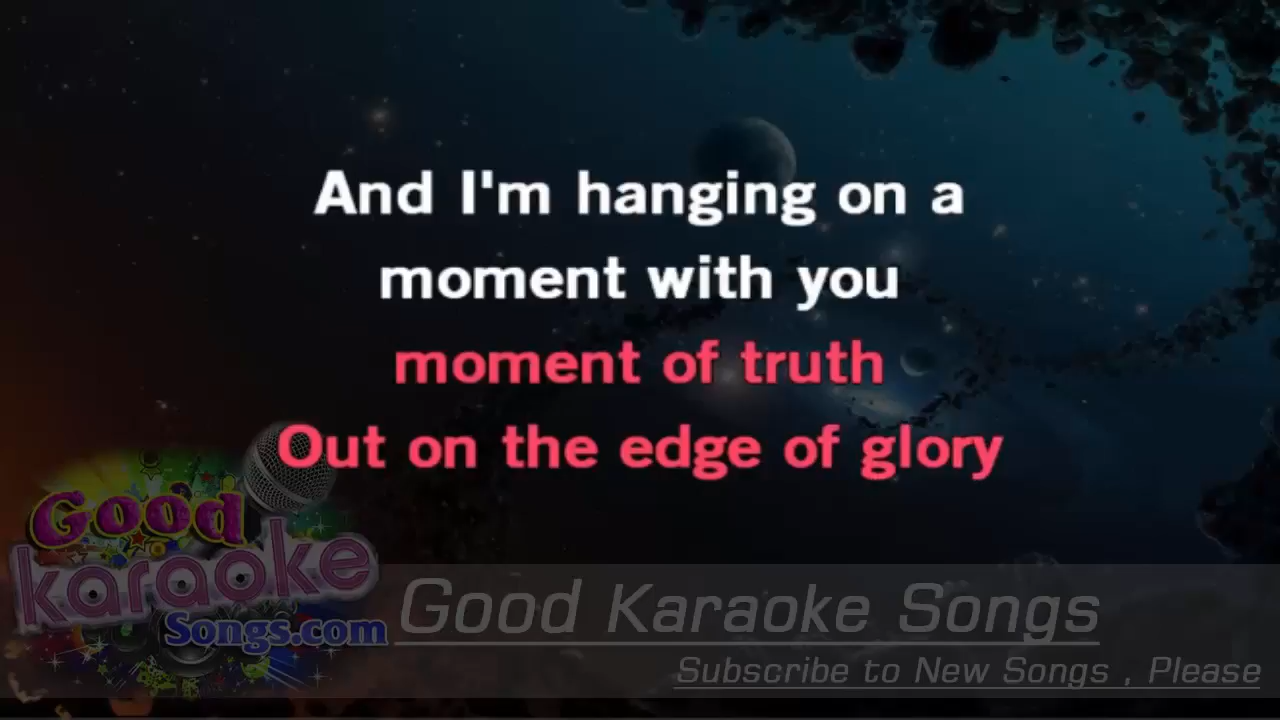 And I'm hanging on a
moment with you
moment of truth
Out on the edge of glory
Good
karaoke
Songs.com
Good Karaoke Songs
Subscribe to New Songs , Please